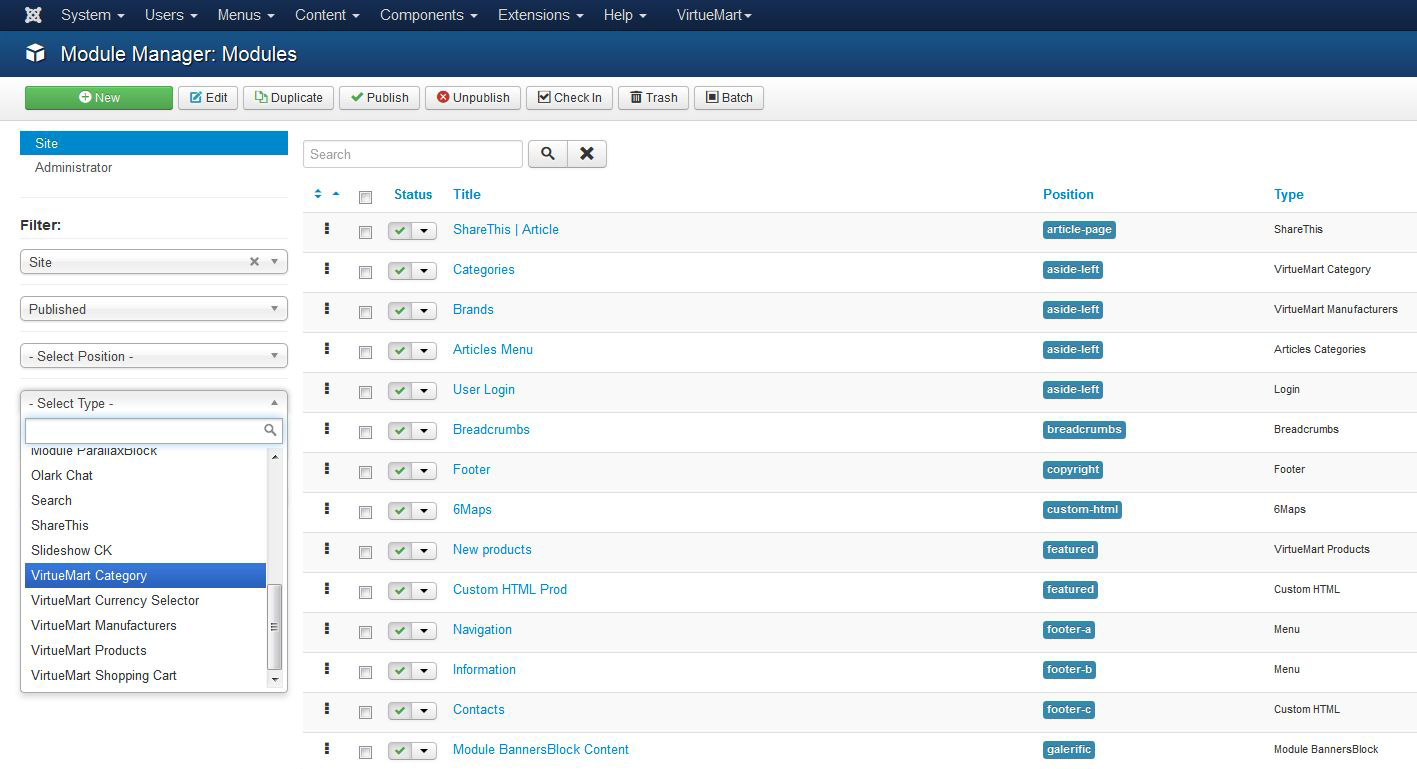 System Users Menus Content Components Extensions Help VirtueMart
Module Manager: Modules
New Edit Duplicate Publish Unpublish Check In Trash Batch
Site
Administrator
Filter:
Site
Published
- Select Position -
- Select Type -
Module ParallaxBlock
Olark Chat
Search
ShareThis
Slideshow CK
VirtueMart Category
VirtueMart Currency Selector
VirtueMart Manufacturers
VirtueMart Products
VirtueMart Shopping Cart
Search
Status Title Position Type
ShareThis | Article article-page ShareThis
Categories aside-left VirtueMart Category
Brands aside-left VirtueMart Manufacturers
Articles Menu aside-left Articles Categories
User Login aside-left Login
Breadcrumbs breadcrumbs Breadcrumbs
Footer copyright Footer
6Maps custom-html 6Maps
New products featured VirtueMart Products
Custom HTML Prod featured Custom HTML
Navigation footer-a Menu
Information footer-b Menu
Contacts footer-c Custom HTML
Module BannersBlock Content galerific Module BannersBlock